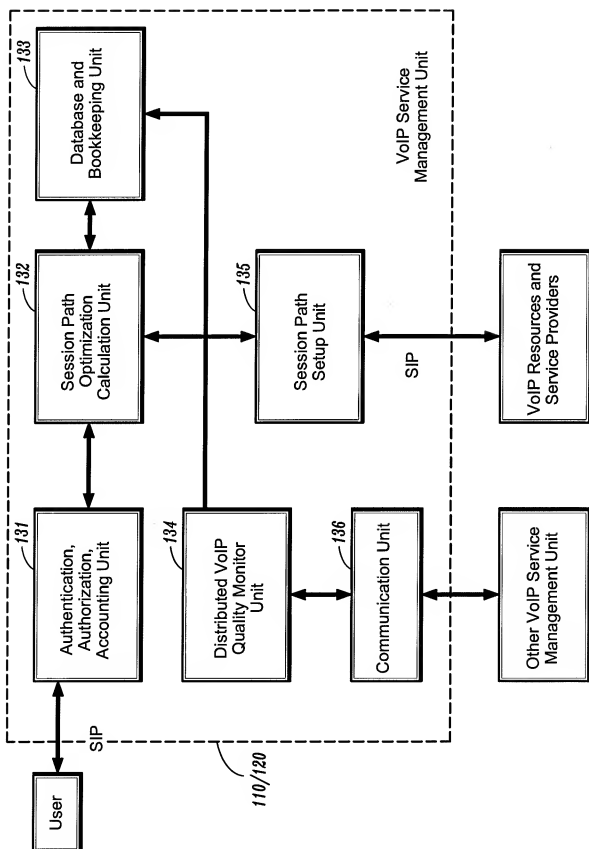 User
SIP
110/120
131
Authentication,
Authorization,
Accounting Unit
132
Session Path
Optimization
Calculation Unit
133
Database and
Bookkeeping Unit
134
Distributed VoIP
Quality Monitor
Unit
135
Session Path
Setup Unit
136
Communication Unit
SIP
VoIP Service
Management Unit
Other VoIP Service
Management Unit
VoIP Resources and
Service Providers